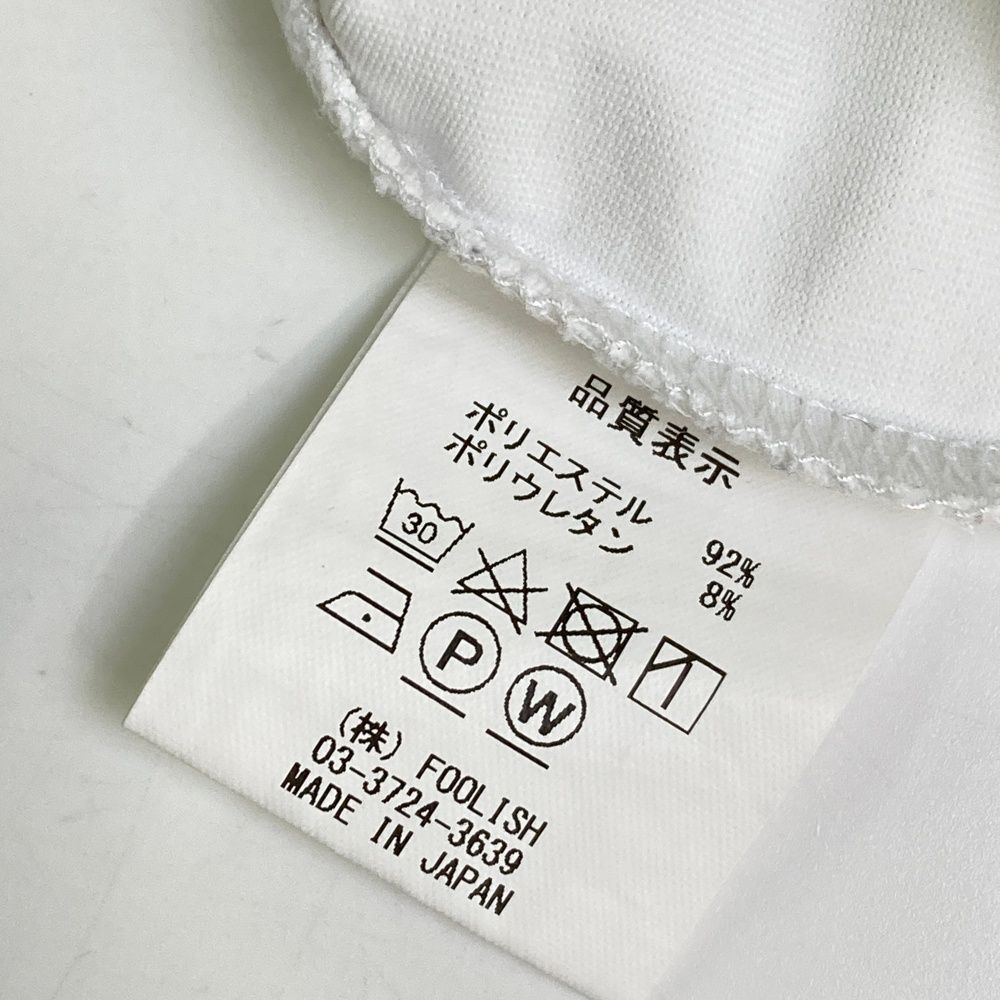 品質表示
ポリエステル 92%
ポリウレタン 8%
30
P W
(株) FOOLISH
03-3724-3639
MADE IN JAPAN